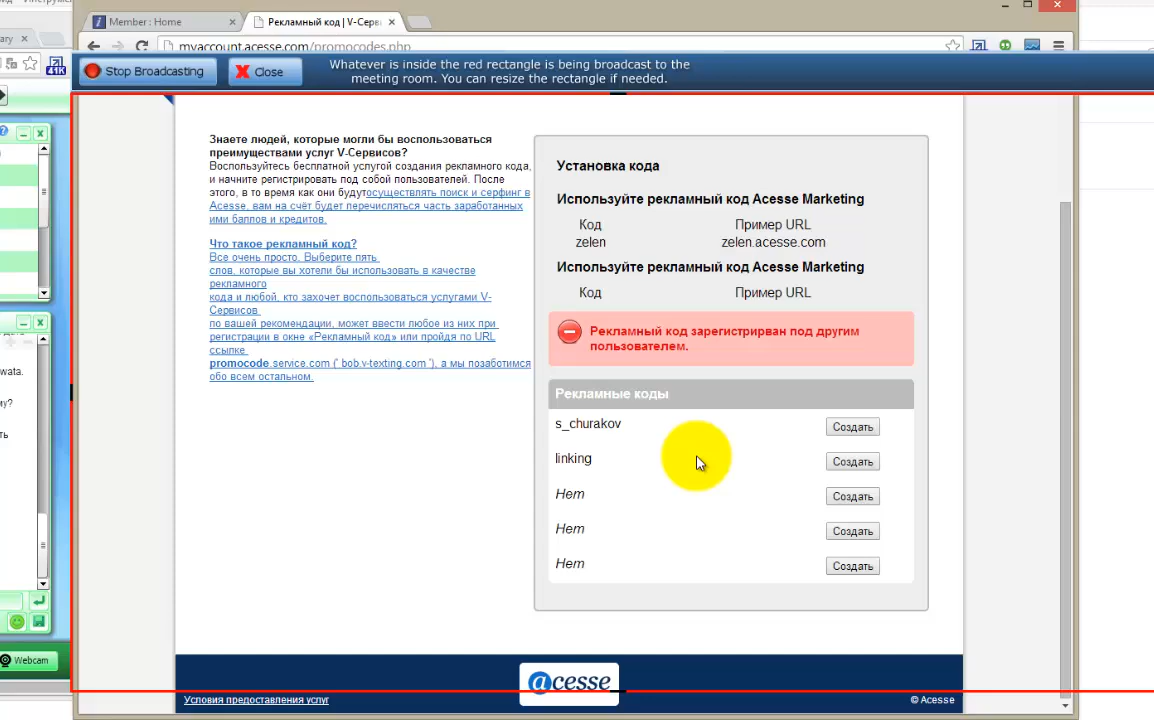 Member : Home
Рекламный код | V-Серви
myaccount.acesse.com/promocodes.php
41K
Stop Broadcasting
Close
Whatever is inside the red rectangle is being broadcast to the
meeting room. You can resize the rectangle if needed.
Знаете людей, которые могли бы воспользоваться
преимуществами услуг V-Сервисов?
Воспользуйтесь бесплатной услугой создания рекламного кода,
и начните регистрировать под собой пользователей. После
этого, в то время как они будутосуществлять поиск и серфинг в
Acesse, вам на счёт будет перечисляться часть заработанных
ими баллов и кредитов.
Что такое рекламный код?
Все очень просто. Выберите пять
слов, которые вы хотели бы использовать в качестве
рекламного
кода и любой, кто захочет воспользоваться услугами V-
Сервисов
по вашей рекомендации, может ввести любое из них при
регистрации в окне «Рекламный код» или пройдя по URL
ссылке
promocode.service.com (' bob.v-texting.com '), а мы позаботимся
обо всем остальном.
Установка кода
Используйте рекламный код Acesse Marketing
Код Пример URL
zelen zelen.acesse.com
Используйте рекламный код Acesse Marketing
Код Пример URL
Рекламный код зарегистрирван под другим
пользователем.
Рекламные коды
s_churakov Создать
linking Создать
Нет Создать
Нет Создать
Нет Создать
Webcam
acesse
Условия предоставления услуг
© Acesse